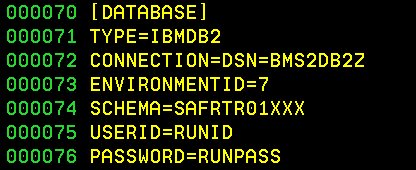 000070 [DATABASE]
000071 TYPE=IBMDB2
000072 CONNECTION=DSN=BMS2DB2Z
000073 ENVIRONMENTID=7
000074 SCHEMA=SAFRTR01XXX
000075 USERID=RUNID
000076 PASSWORD=RUNPASS